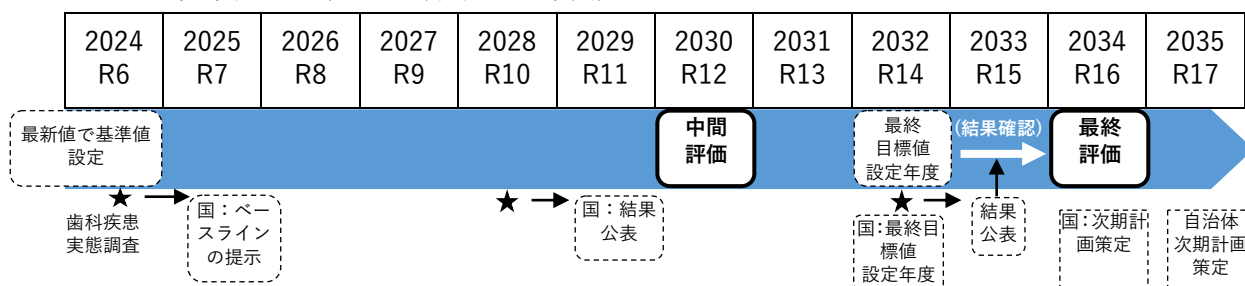 2024 2025 2026 2027 2028 2029 2030 2031 2032 2033 2034 2035
R6 R7 R8 R9 R10 R11 R12 R13 R14 R15 R16 R17
最新値で基準値
設定
中間
評価
最終
目標値
設定年度
(結果確認)
最終
評価
★
歯科疾患
実態調査
国：ベー
スライン
の提示
★
国：結果
公表
★
国：最終目
標値
設定年度
結果
公表
国：次期計
画策定
自治体
次期計画
策定